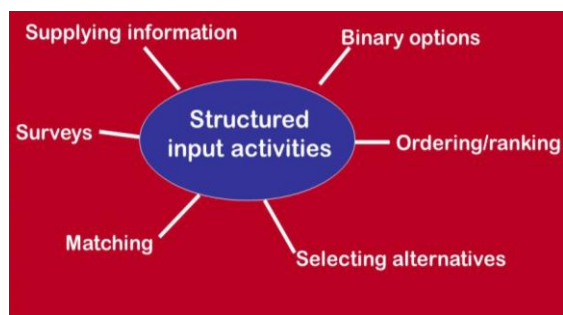 Supplying information
Binary options
Structured
input activities
Surveys
Ordering/ranking
Matching
Selecting alternatives